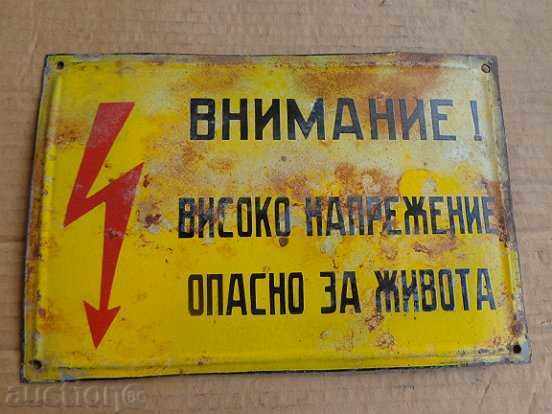 ВНИМАНИЕ !
ВИСОКО НАПРЕЖЕНИЕ
ОПАСНО ЗА ЖИВОТА
auction.bg